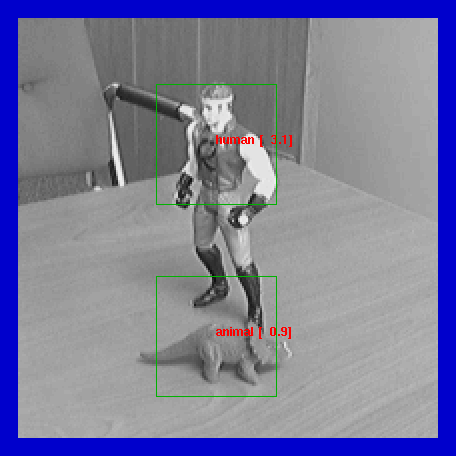 human [ 3.1]
animal [ 0.9]